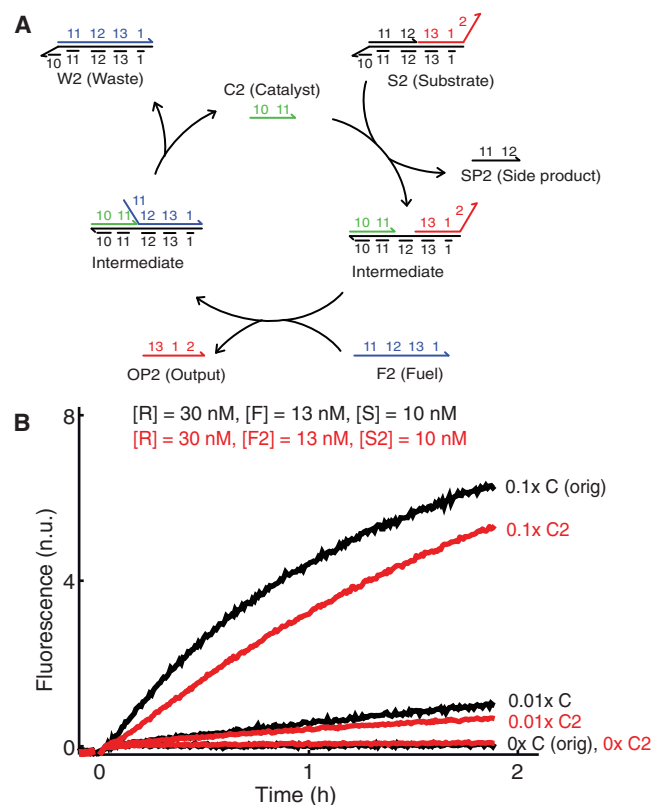 A
11 12 13 1
10 11 12 13 1
W2 (Waste)
C2 (Catalyst)
10 11
11 12 13 1 2
10 11 12 13 1
S2 (Substrate)
11 12
SP2 (Side product)
11
10 11 12 13 1
10 11 12 13 1
Intermediate
10 11 13 1 2
10 11 12 13 1
Intermediate
13 1 2
OP2 (Output)
11 12 13 1
F2 (Fuel)
B
[R] = 30 nM, [F] = 13 nM, [S] = 10 nM
[R] = 30 nM, [F2] = 13 nM, [S2] = 10 nM
8
4
0
Fluorescence (n.u.)
0.1x C (orig)
0.1x C2
0.01x C
0.01x C2
0x C (orig), 0x C2
0 1 2
Time (h)